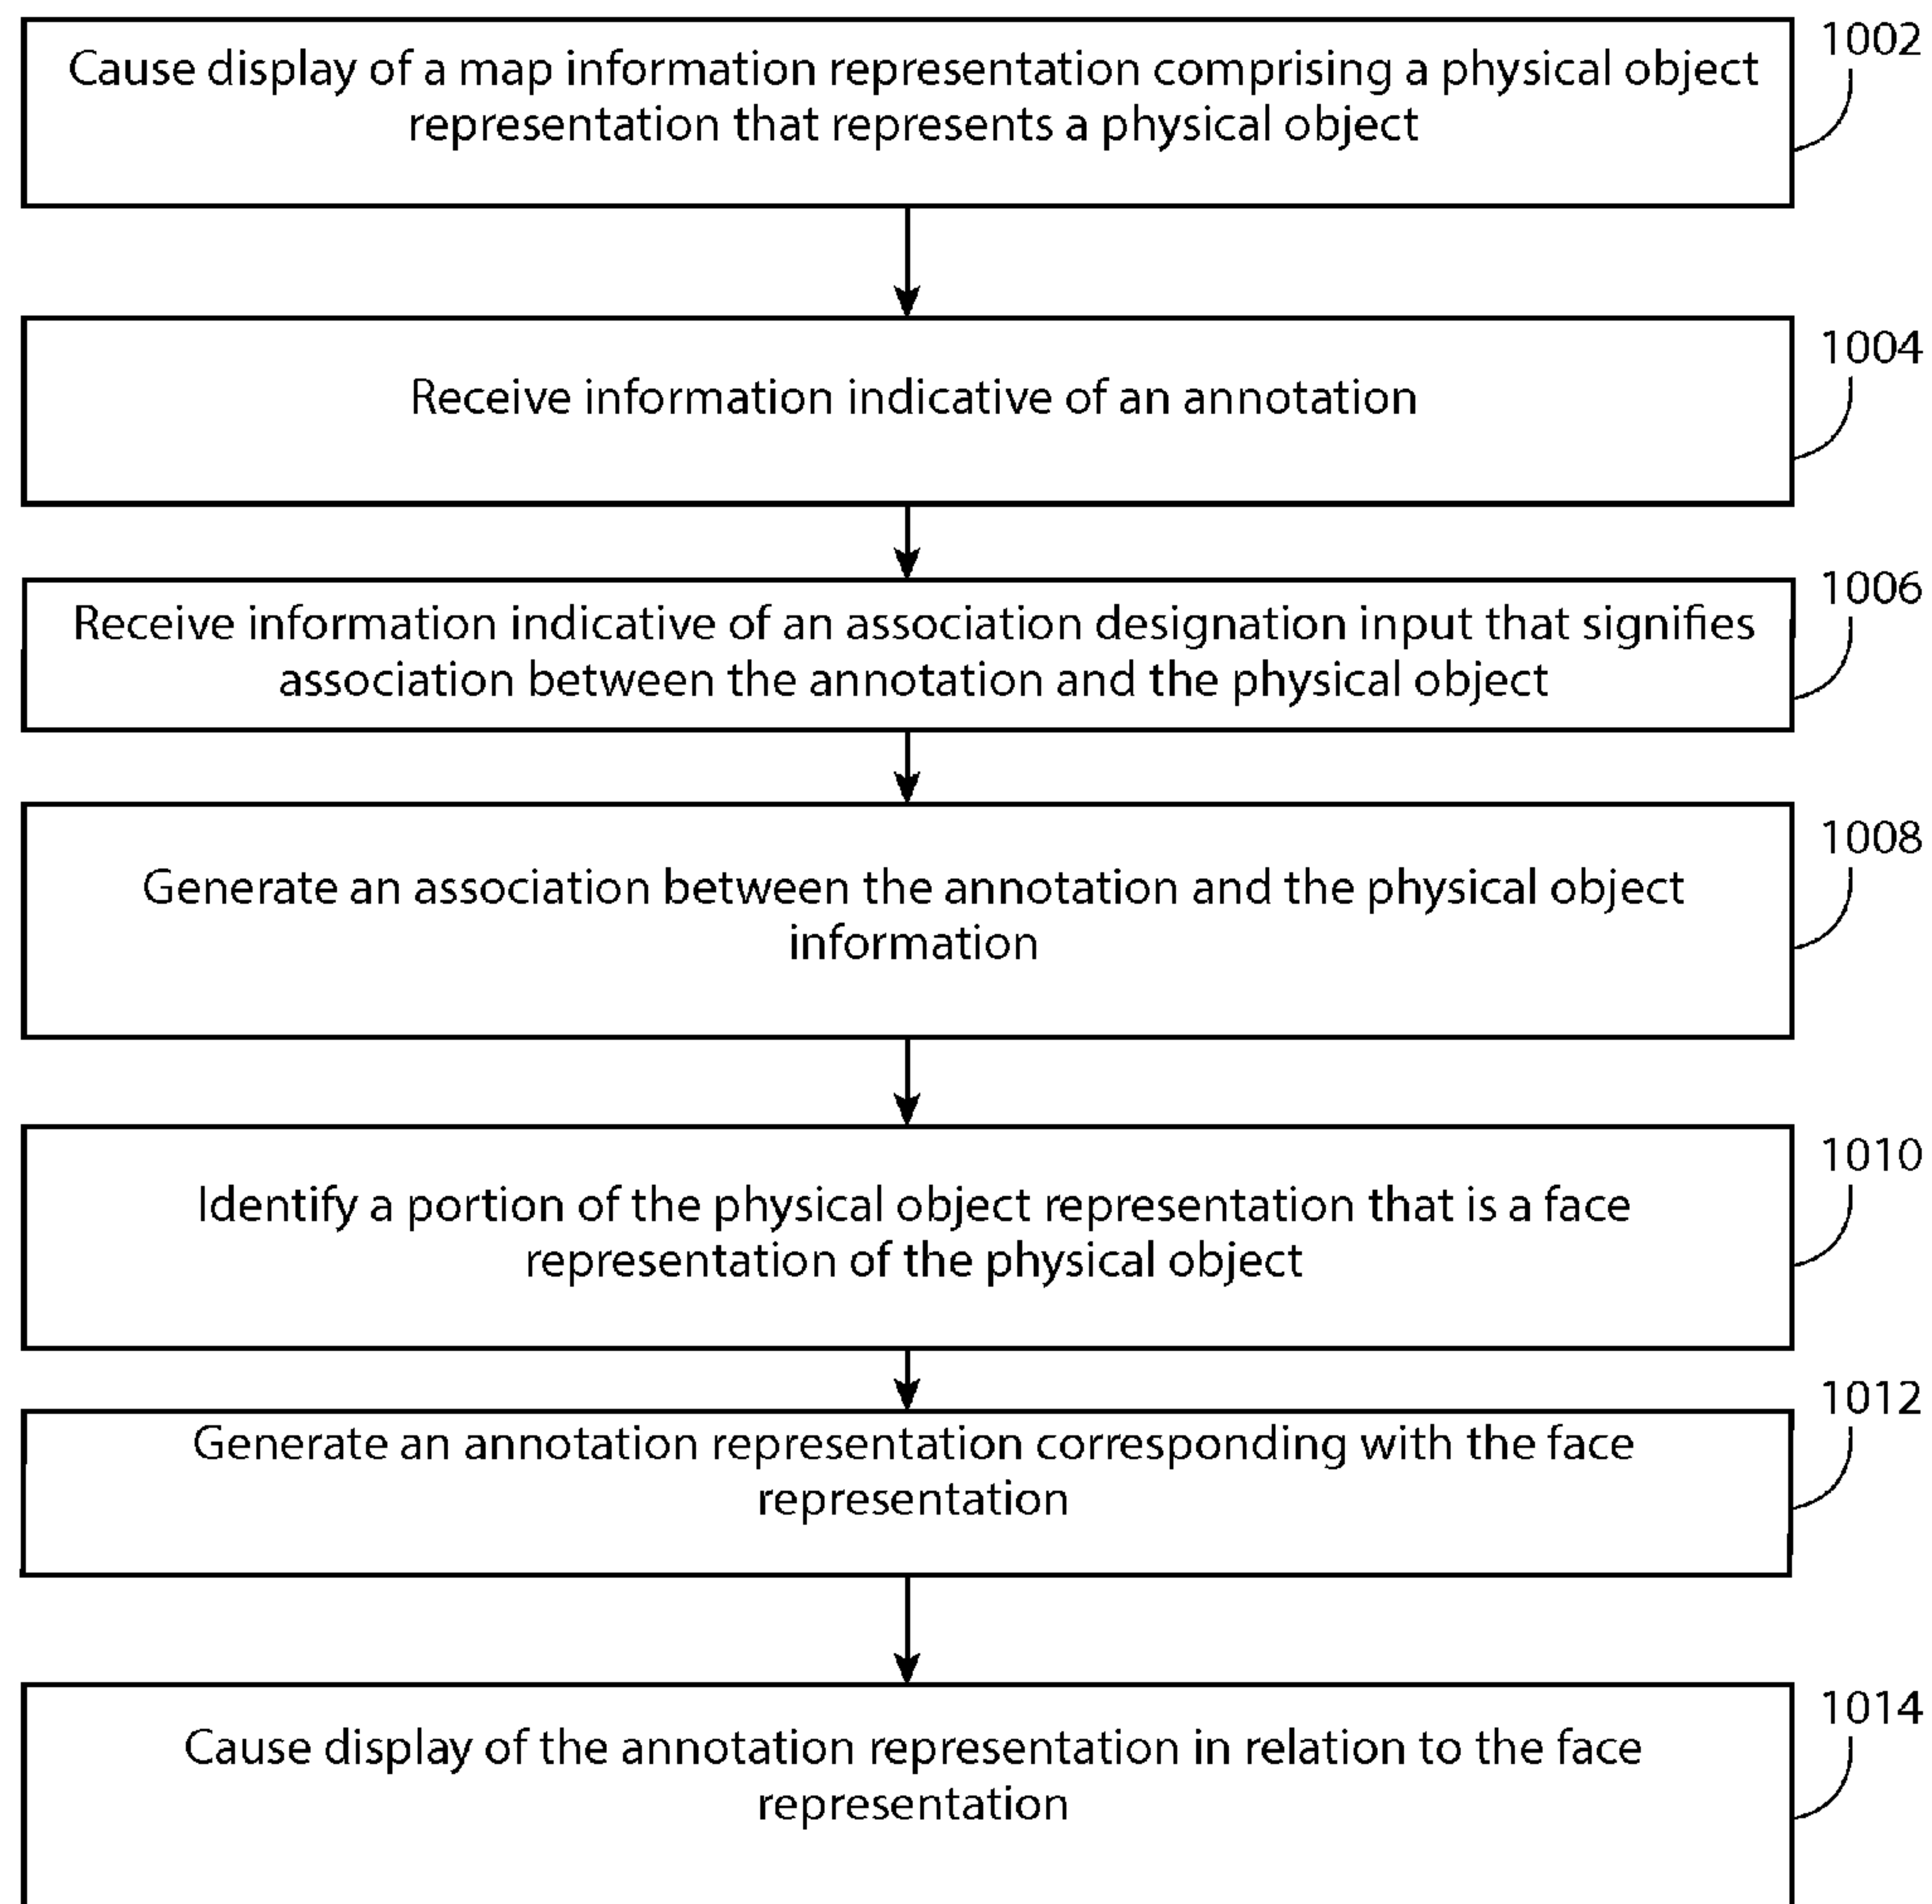 Cause display of a map information representation comprising a physical object
representation that represents a physical object
1002
Receive information indicative of an annotation
1004
Receive information indicative of an association designation input that signifies
association between the annotation and the physical object
1006
Generate an association between the annotation and the physical object
information
1008
Identify a portion of the physical object representation that is a face
representation of the physical object
1010
Generate an annotation representation corresponding with the face
representation
1012
Cause display of the annotation representation in relation to the face
representation
1014